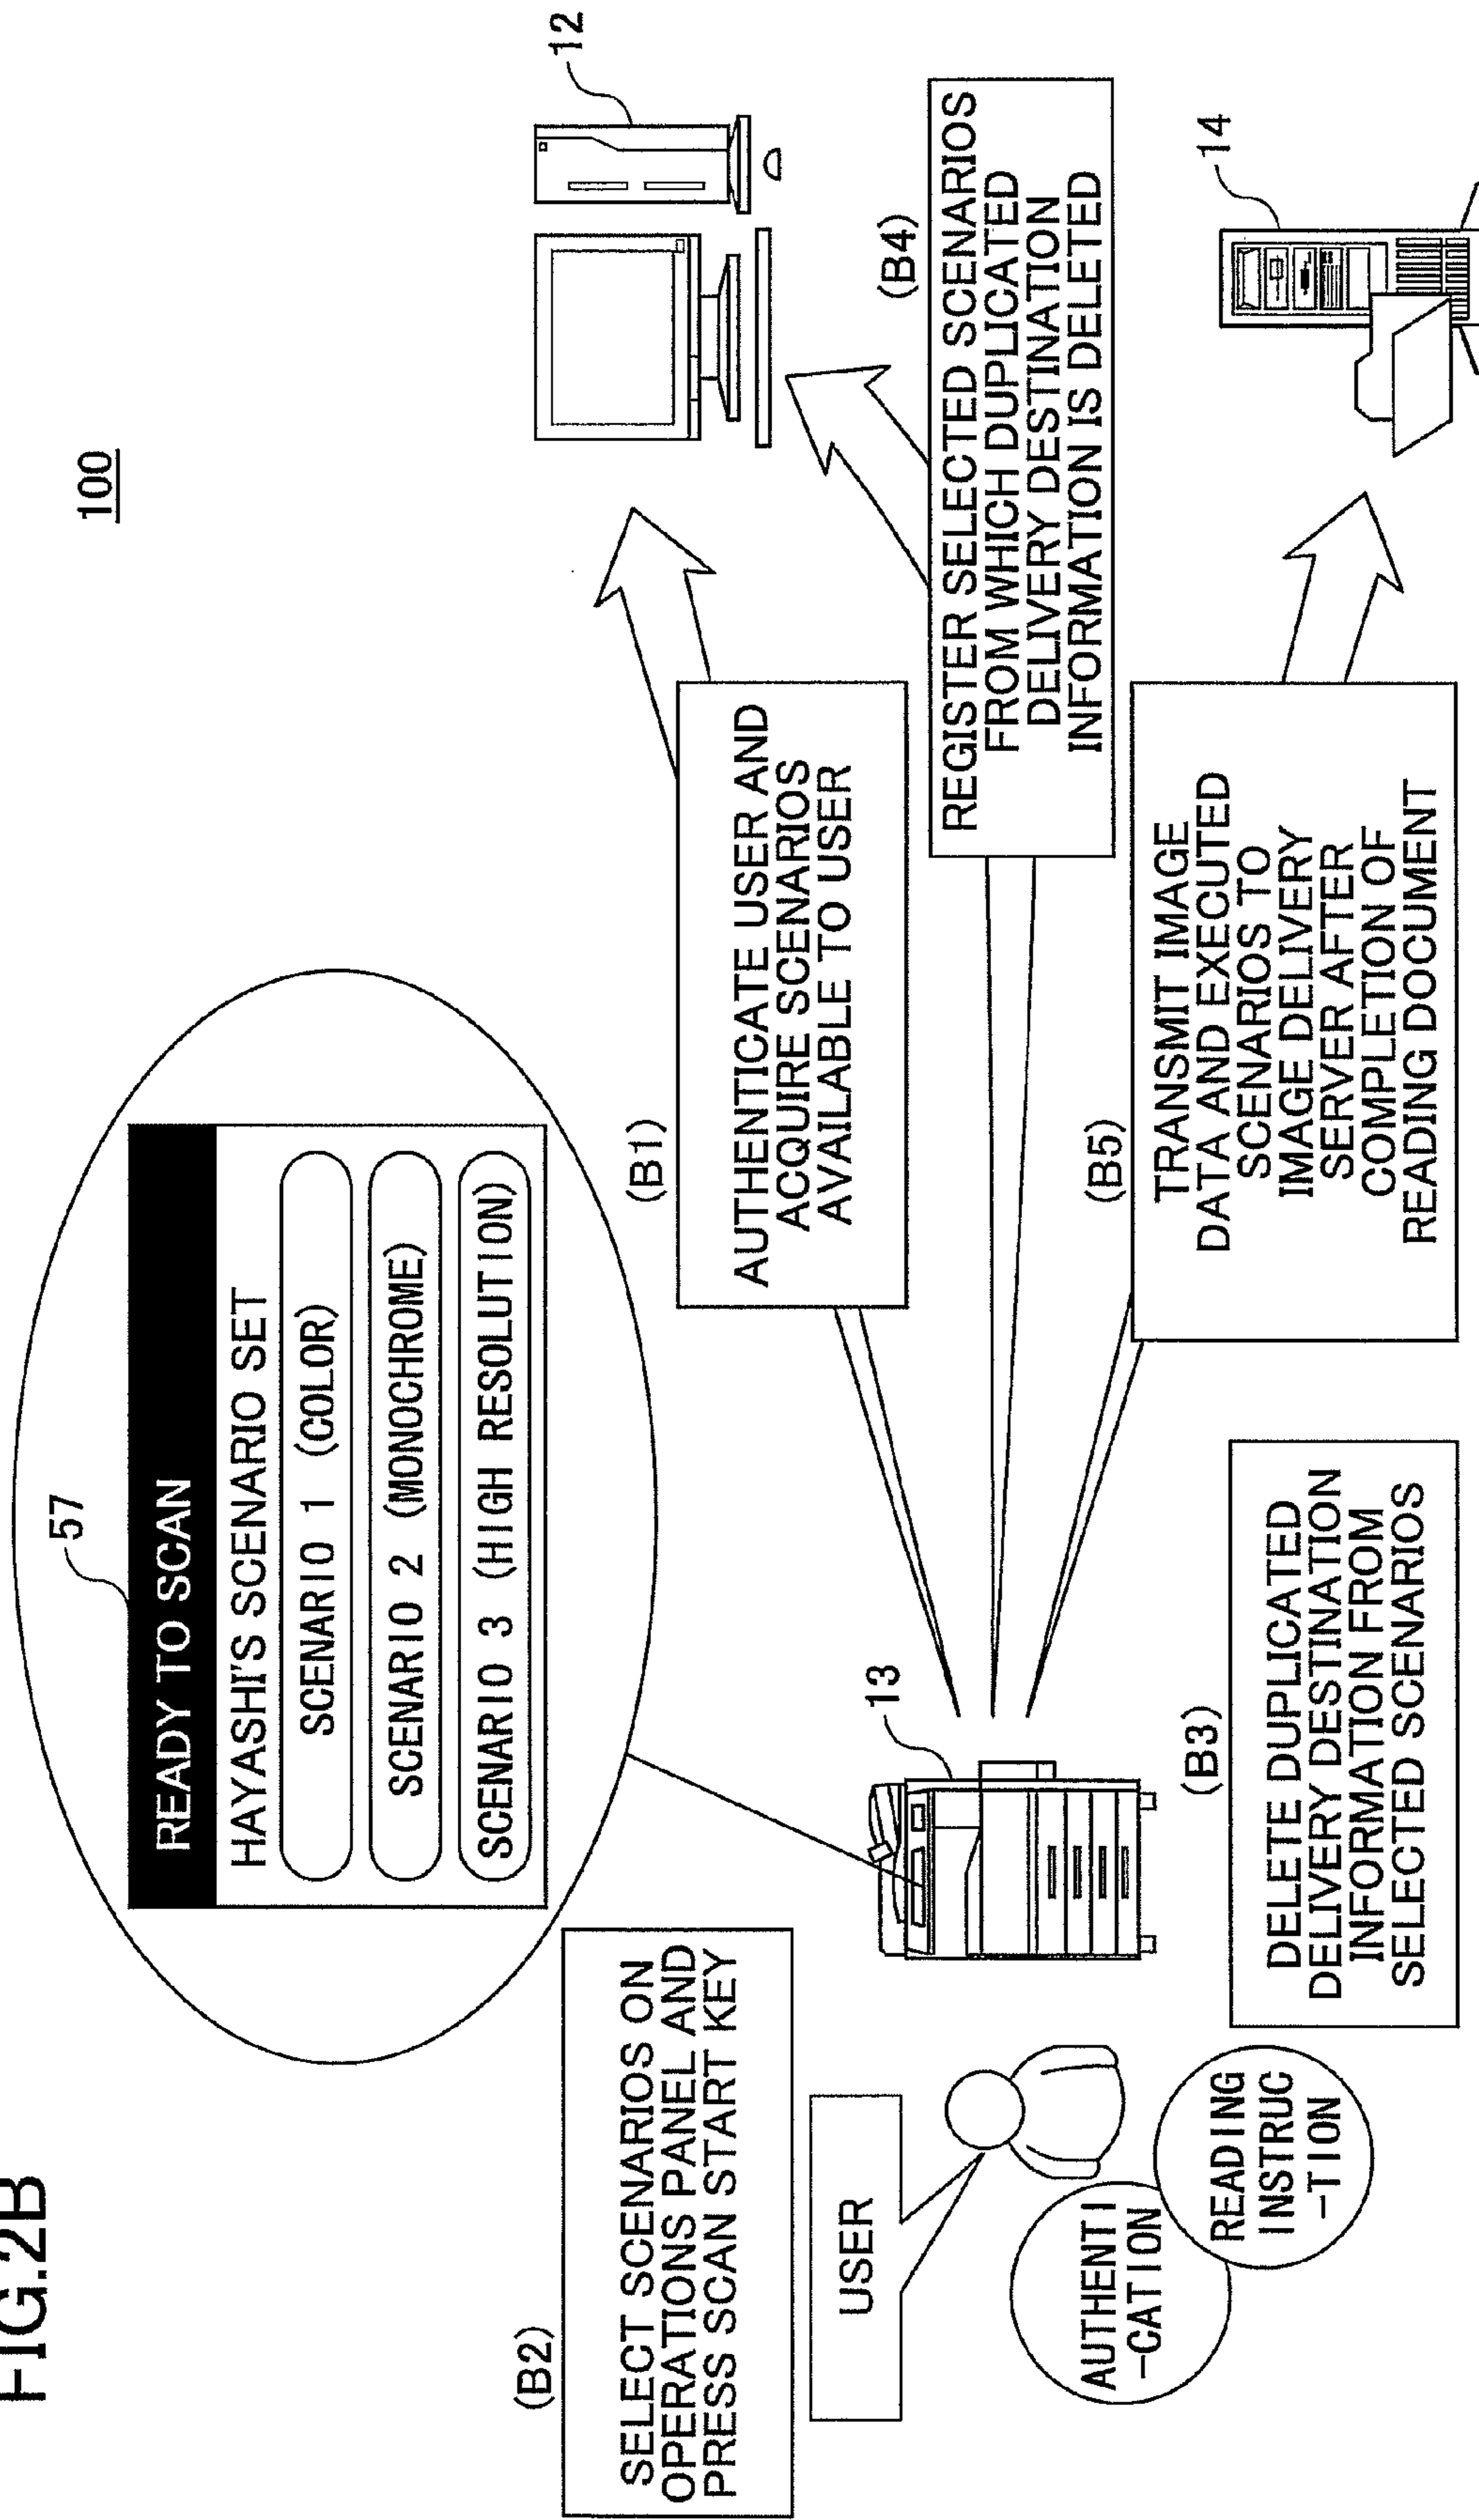 FIG.2B
100
57
READY TO SCAN
HAYASHI'S SCENARIO SET
SCENARIO 1 (COLOR)
SCENARIO 2 (MONOCHROME)
SCENARIO 3 (HIGH RESOLUTION)
(B2)
SELECT SCENARIOS ON
OPERATIONS PANEL AND
PRESS SCAN START KEY
USER
AUTHENTI
-CATION
READING
INSTRUC
-TION
13
(B3)
DELETE DUPLICATED
DELIVERY DESTINATION
INFORMATION FROM
SELECTED SCENARIOS
(B1)
AUTHENTICATE USER AND
ACQUIRE SCENARIOS
AVAILABLE TO USER
12
(B4)
REGISTER SELECTED SCENARIOS
FROM WHICH DUPLICATED
DELIVERY DESTINATION
INFORMATION IS DELETED
(B5)
TRANSMIT IMAGE
DATA AND EXECUTED
SCENARIOS TO
IMAGE DELIVERY
SERVER AFTER
COMPLETION OF
READING DOCUMENT
14